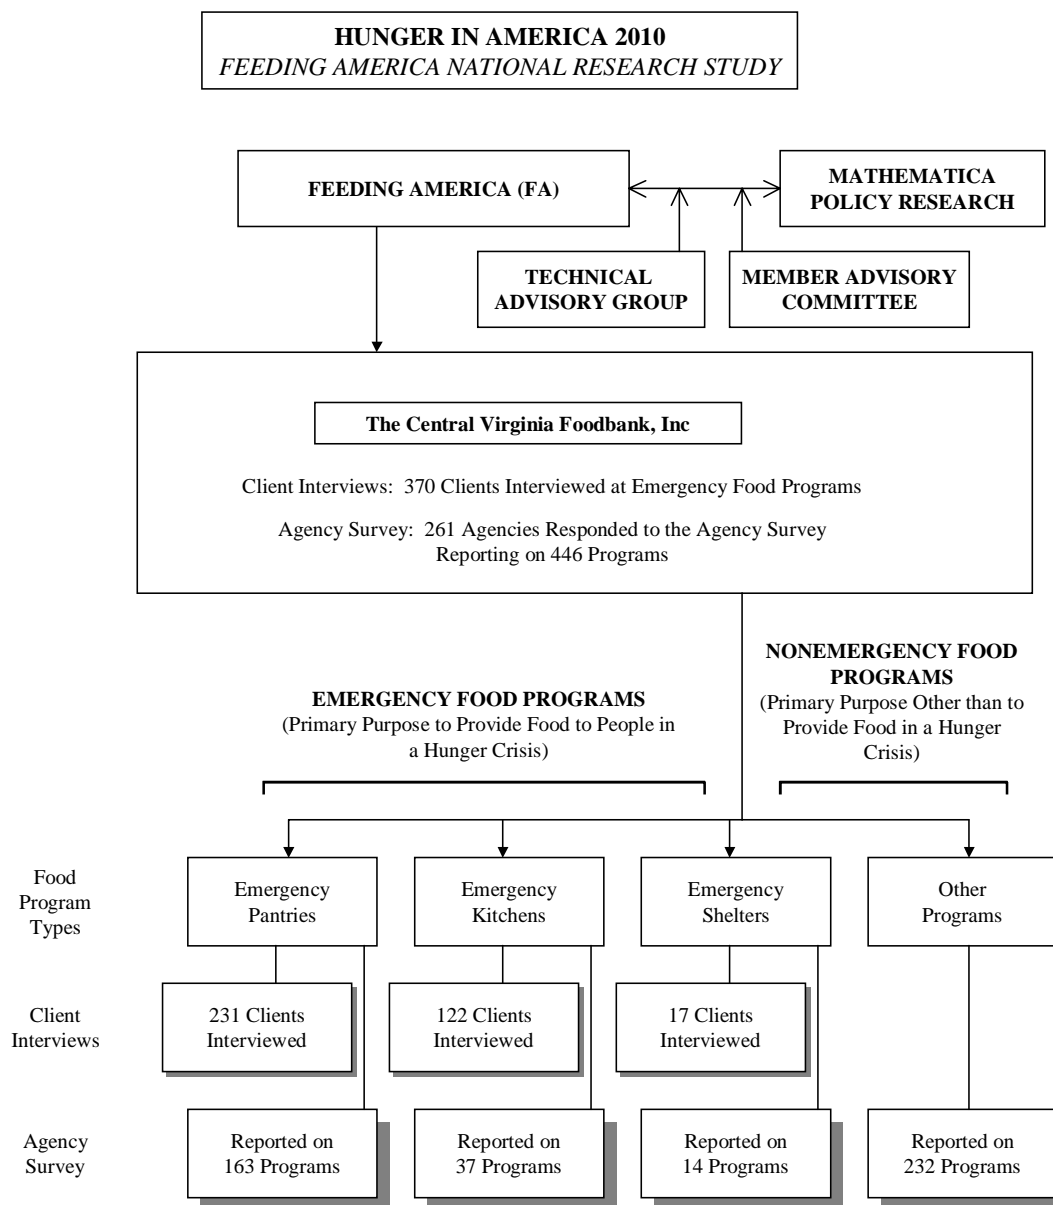 HUNGER IN AMERICA 2010
FEEDING AMERICA NATIONAL RESEARCH STUDY
FEEDING AMERICA (FA)
MATHEMATICA
POLICY RESEARCH
TECHNICAL
ADVISORY GROUP
MEMBER ADVISORY
COMMITTEE
The Central Virginia Foodbank, Inc
Client Interviews:  370 Clients Interviewed at Emergency Food Programs
Agency Survey:  261 Agencies Responded to the Agency Survey
Reporting on 446 Programs
EMERGENCY FOOD PROGRAMS
(Primary Purpose to Provide Food to People in
a Hunger Crisis)
NONEMERGENCY FOOD
PROGRAMS
(Primary Purpose Other than to
Provide Food in a Hunger
Crisis)
Food
Program
Types
Emergency
Pantries
Emergency
Kitchens
Emergency
Shelters
Other
Programs
Client
Interviews
231 Clients
Interviewed
122 Clients
Interviewed
17 Clients
Interviewed
Agency
Survey
Reported on
163 Programs
Reported on
37 Programs
Reported on
14 Programs
Reported on
232 Programs